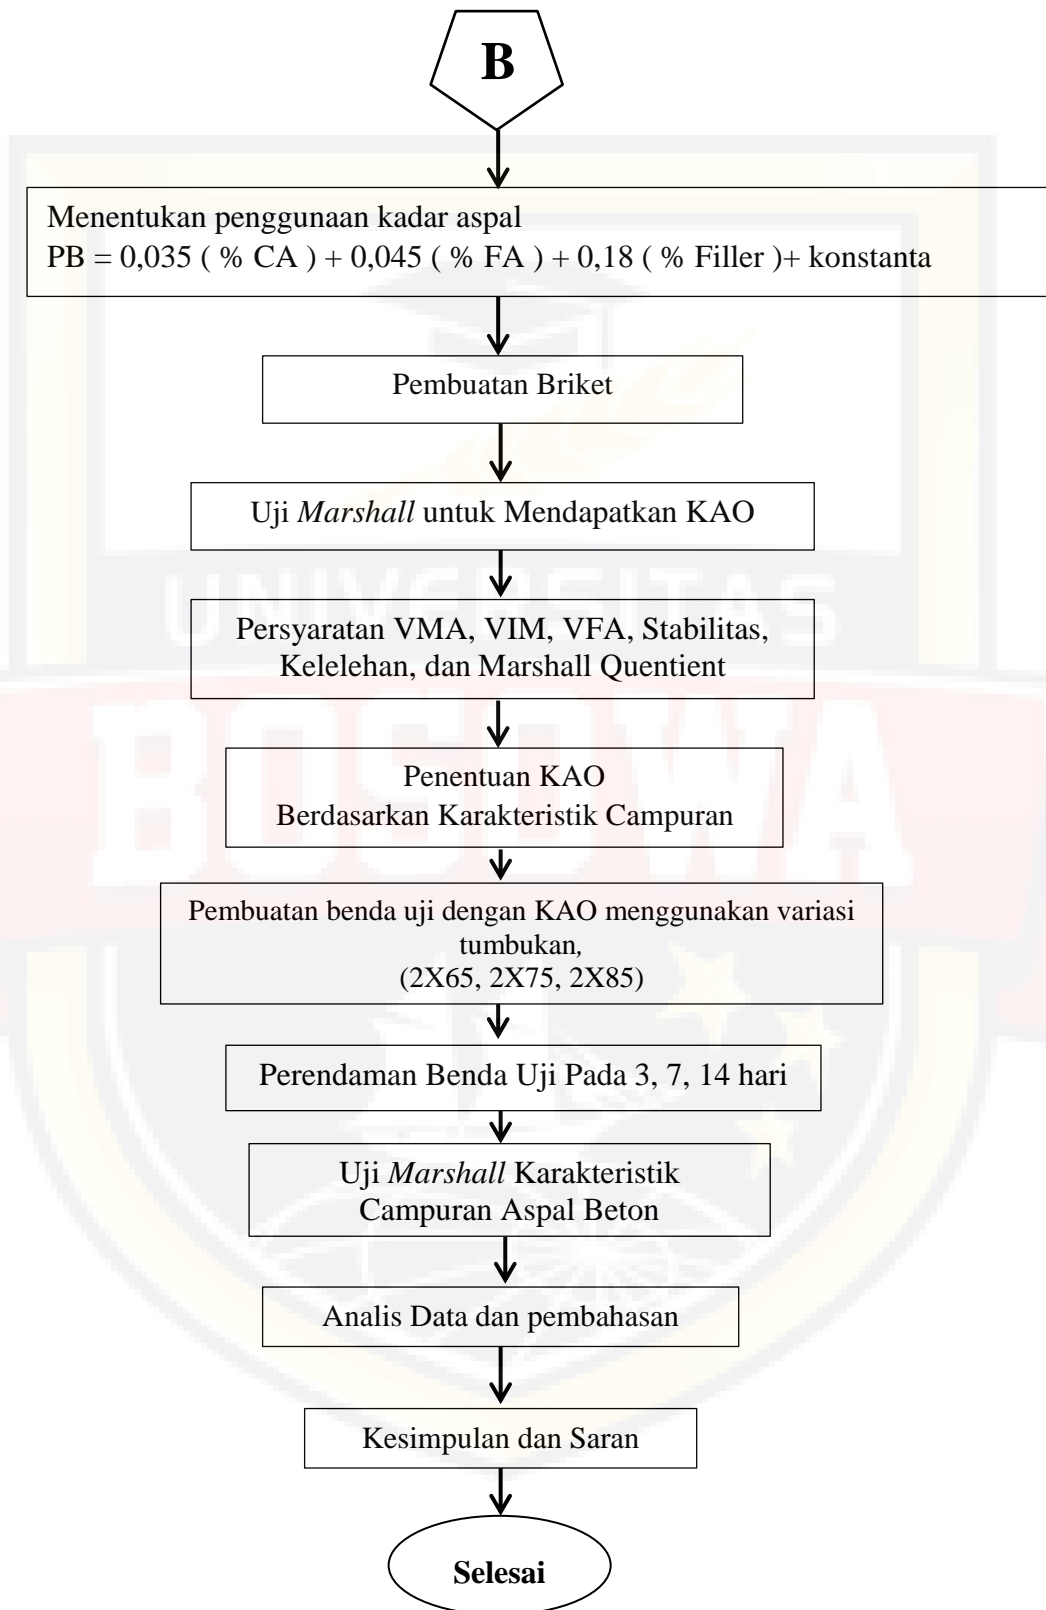 B
Menentukan penggunaan kadar aspal
PB = 0,035 ( % CA ) + 0,045 ( % FA ) + 0,18 ( % Filler )+ konstanta
Pembuatan Briket
Uji Marshall untuk Mendapatkan KAO
UNIVERSITAS
Persyaratan VMA, VIM, VFA, Stabilitas,
Kelelehan, dan Marshall Quentient
BOSOWA
Penentuan KAO
Berdasarkan Karakteristik Campuran
Pembuatan benda uji dengan KAO menggunakan variasi
tumbukan,
(2X65, 2X75, 2X85)
Perendaman Benda Uji Pada 3, 7, 14 hari
Uji Marshall Karakteristik
Campuran Aspal Beton
Analis Data dan pembahasan
Kesimpulan dan Saran
Selesai